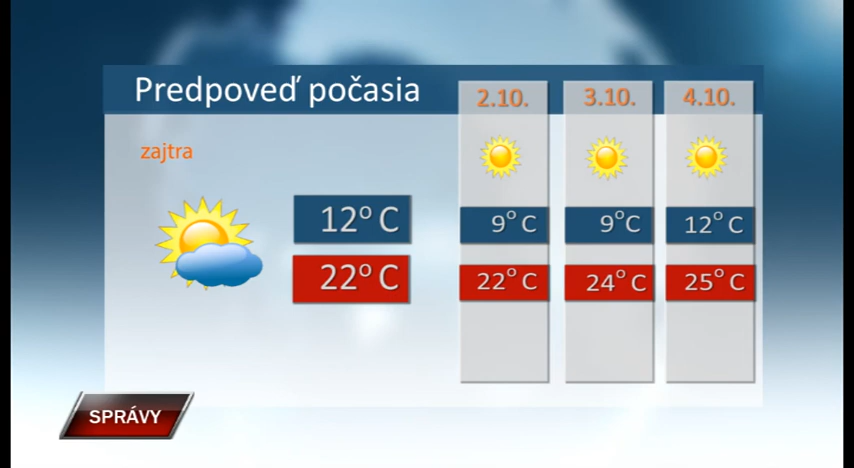 Predpoveď počasia
zajtra
12° C
22° C
2.10.
9° C
22° C
3.10.
9°C
24° C
4.10.
12° C
25° C
SPRÁVY